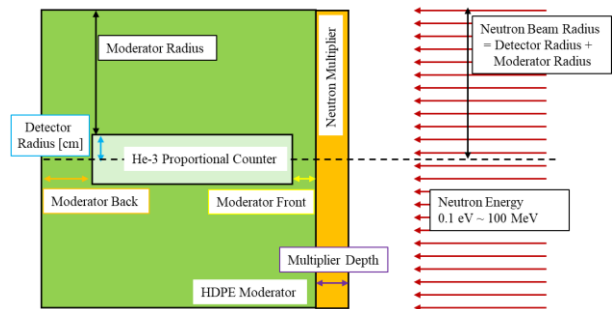 Moderator Radius
Neutron Multiplier
Neutron Beam Radius
= Detector Radius +
Moderator Radius
Detector
Radius [cm]
He-3 Proportional Counter
Moderator Back
Moderator Front
Neutron Energy
0.1 eV ~ 100 MeV
Multiplier Depth
HDPE Moderator